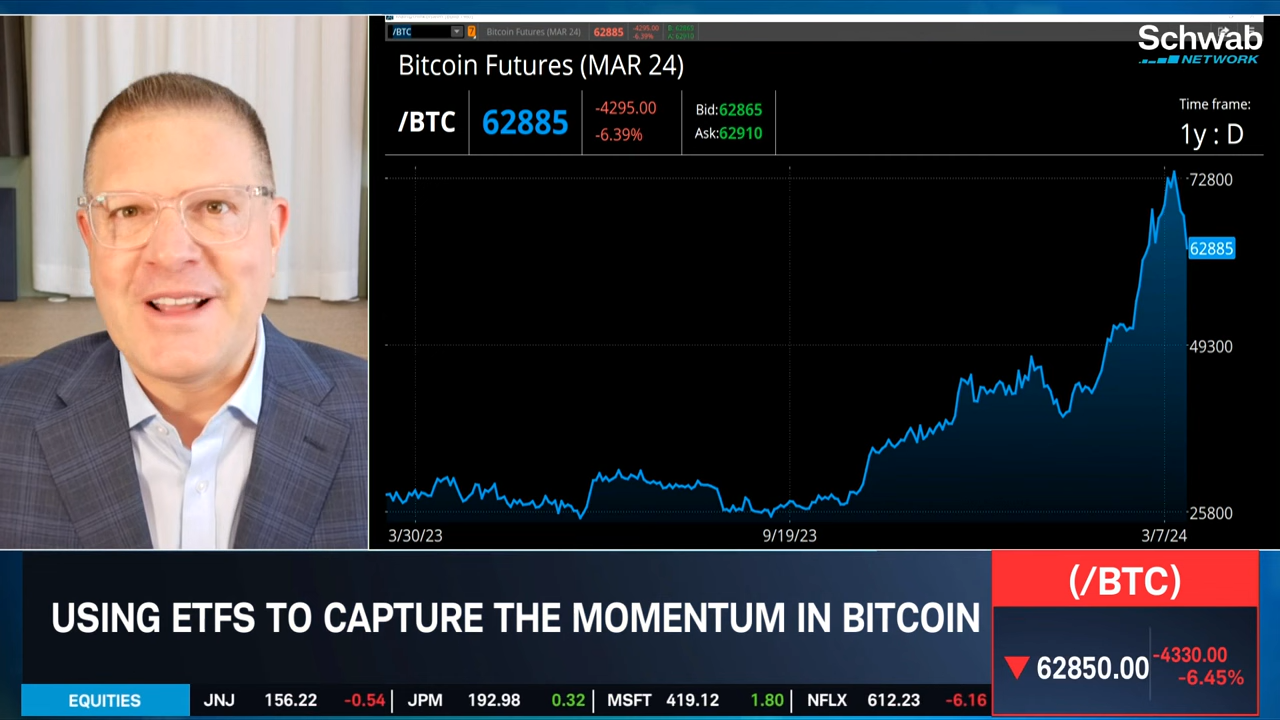 /BTC Bitcoin Futures (MAR 24) 62885 -4295.00 -6.39% B: 62865 A: 62910
Schwab
NETWORK
Bitcoin Futures (MAR 24)
/BTC 62885 -4295.00 -6.39% Bid:62865 Ask:62910
Time frame:
1y : D
72800
62885
49300
25800
3/30/23 9/19/23 3/7/24
USING ETFS TO CAPTURE THE MOMENTUM IN BITCOIN
(/BTC)
62850.00 -4330.00 -6.45%
EQUITIES JNJ 156.22 -0.54 JPM 192.98 0.32 MSFT 419.12 1.80 NFLX 612.23 -6.16